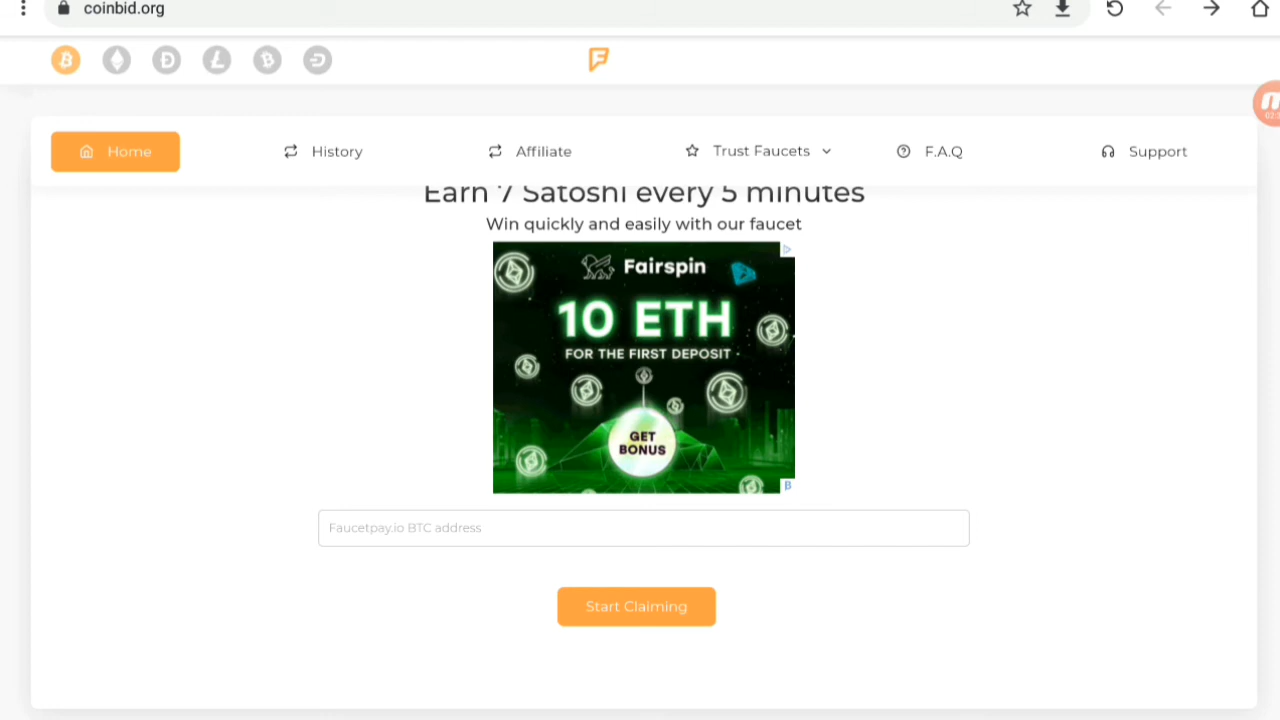 coinbid.org
Home
History
Affiliate
Trust Faucets
F.A.Q
Support
Earn 7 Satoshi every 5 minutes
Win quickly and easily with our faucet
Fairspin
10 ETH
FOR THE FIRST DEPOSIT
GET
BONUS
Faucetpay.io BTC address
Start Claiming